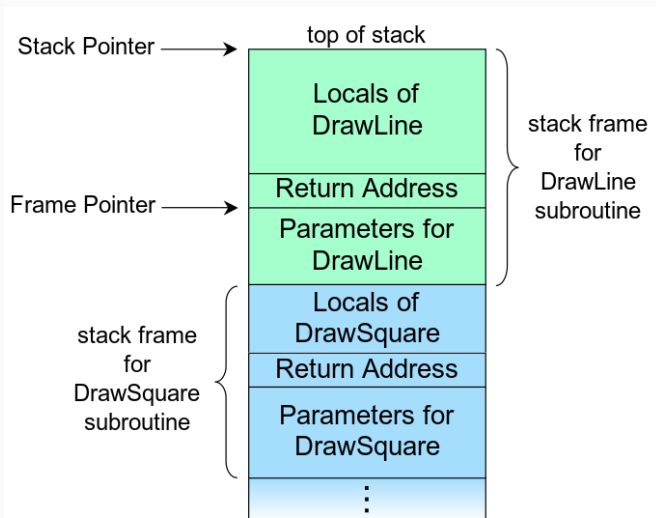 Stack Pointer
top of stack
Locals of
DrawLine
stack frame
for
DrawLine
subroutine
Return Address
Frame Pointer
Parameters for
DrawLine
Locals of
DrawSquare
stack frame
for
DrawSquare
subroutine
Return Address
Parameters for
DrawSquare
⋮